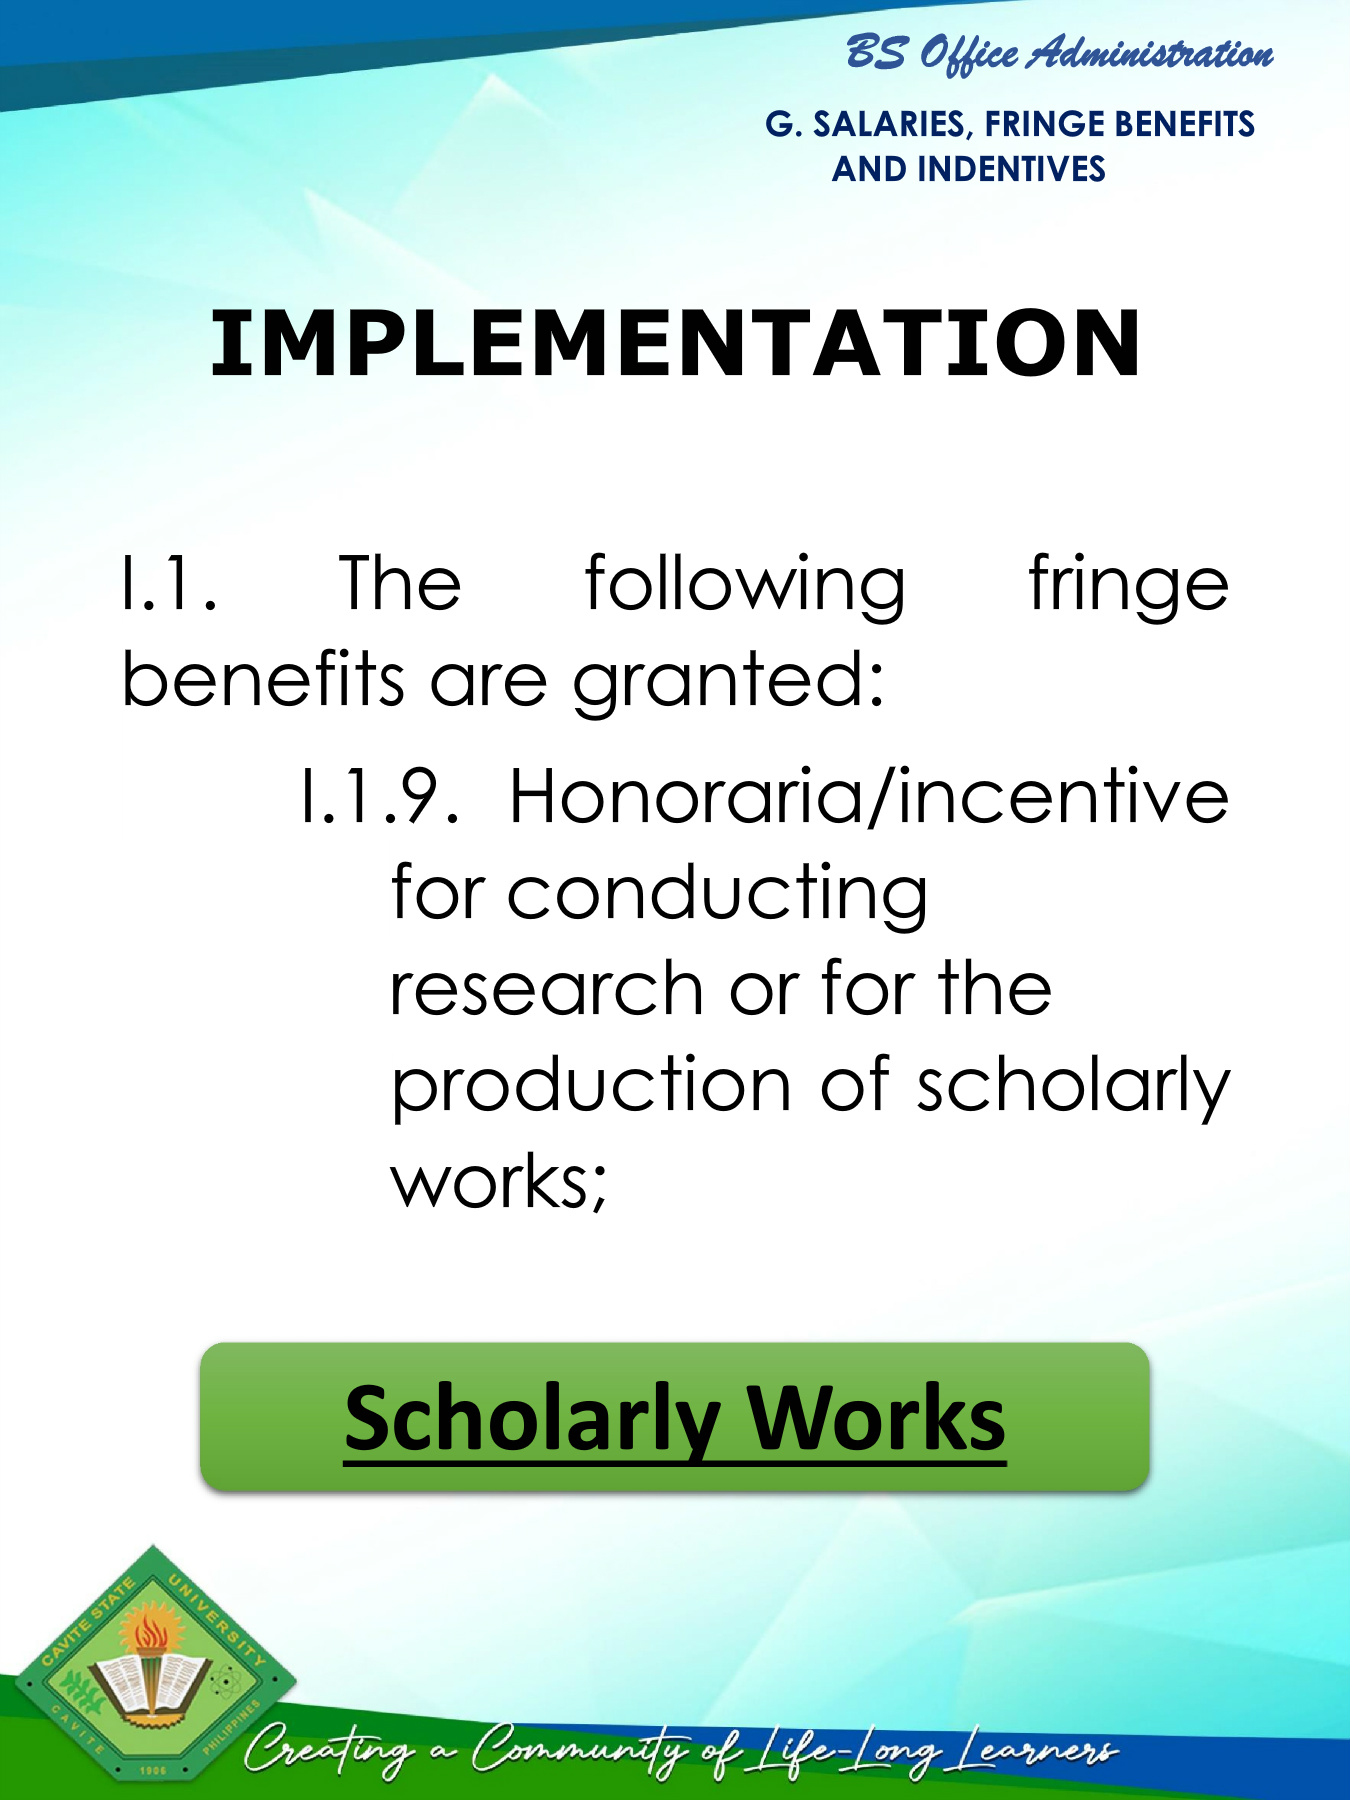 BS Office Administration
G. SALARIES, FRINGE BENEFITS
AND INDENTIVES
IMPLEMENTATION
I.1. The following fringe
benefits are granted:
I.1.9. Honoraria/incentive
for conducting
research or for the
production of scholarly
works;
Scholarly Works
CAVITE STATE UNIVERSITY
CAVITE PHILIPPINES
1906
Creating a Community of Life-Long Learners